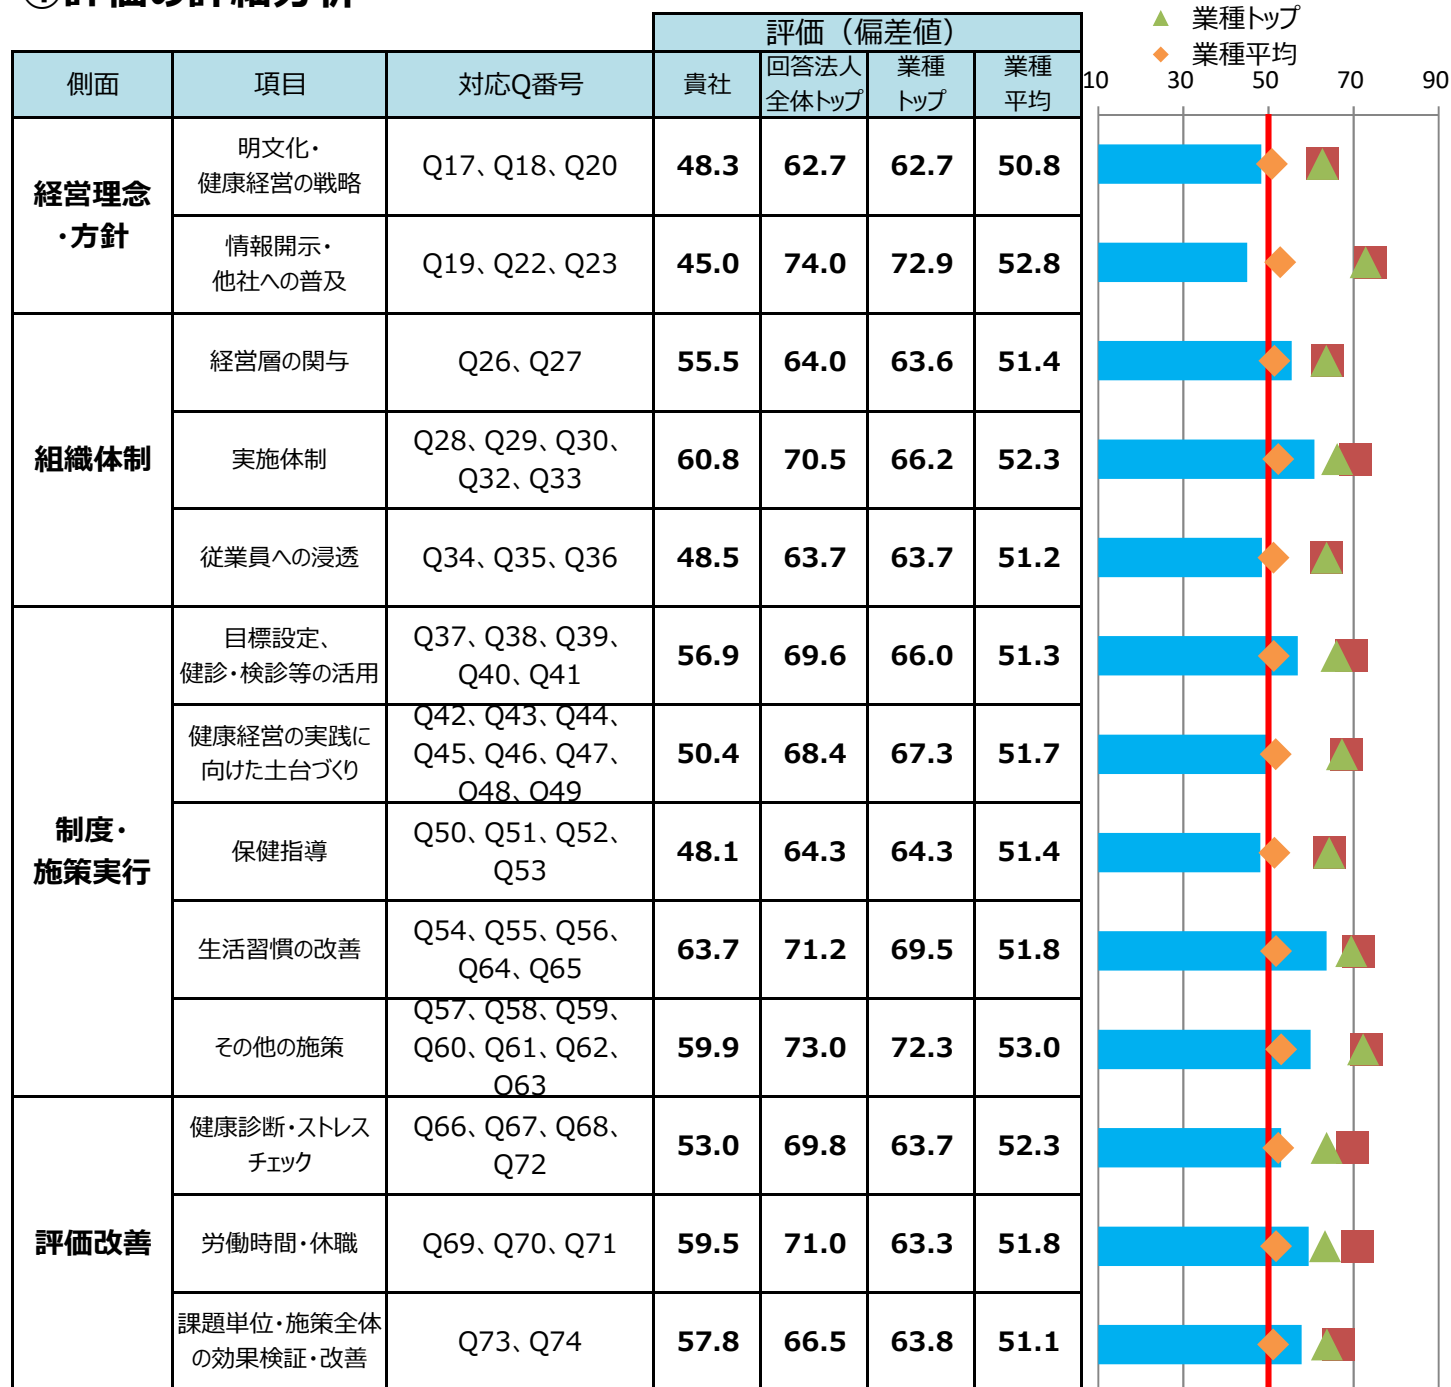 ①評価の詳細分析
▲ 業種トップ
◆ 業種平均
評価（偏差値）
側面 項目 対応Q番号 貴社 回答法人 業種 業種
全体トップ トップ 平均
10 30 50 70 90
経営理念
・方針
明文化・
健康経営の戦略
Q17、Q18、Q20
48.3 62.7 62.7 50.8
情報開示・
他社への普及
Q19、Q22、Q23
45.0 74.0 72.9 52.8
組織体制
経営層の関与
Q26、Q27
55.5 64.0 63.6 51.4
実施体制
Q28、Q29、Q30、
Q32、Q33
60.8 70.5 66.2 52.3
従業員への浸透
Q34、Q35、Q36
48.5 63.7 63.7 51.2
制度・
施策実行
目標設定、
健診・検診等の活用
Q37、Q38、Q39、
Q40、Q41
56.9 69.6 66.0 51.3
健康経営の実践に
向けた土台づくり
Q42、Q43、Q44、
Q45、Q46、Q47、
Q48、Q49
50.4 68.4 67.3 51.7
保健指導
Q50、Q51、Q52、
Q53
48.1 64.3 64.3 51.4
生活習慣の改善
Q54、Q55、Q56、
Q64、Q65
63.7 71.2 69.5 51.8
その他の施策
Q57、Q58、Q59、
Q60、Q61、Q62、
Q63
59.9 73.0 72.3 53.0
評価改善
健康診断・ストレス
チェック
Q66、Q67、Q68、
Q72
53.0 69.8 63.7 52.3
労働時間・休職
Q69、Q70、Q71
59.5 71.0 63.3 51.8
課題単位・施策全体
の効果検証・改善
Q73、Q74
57.8 66.5 63.8 51.1